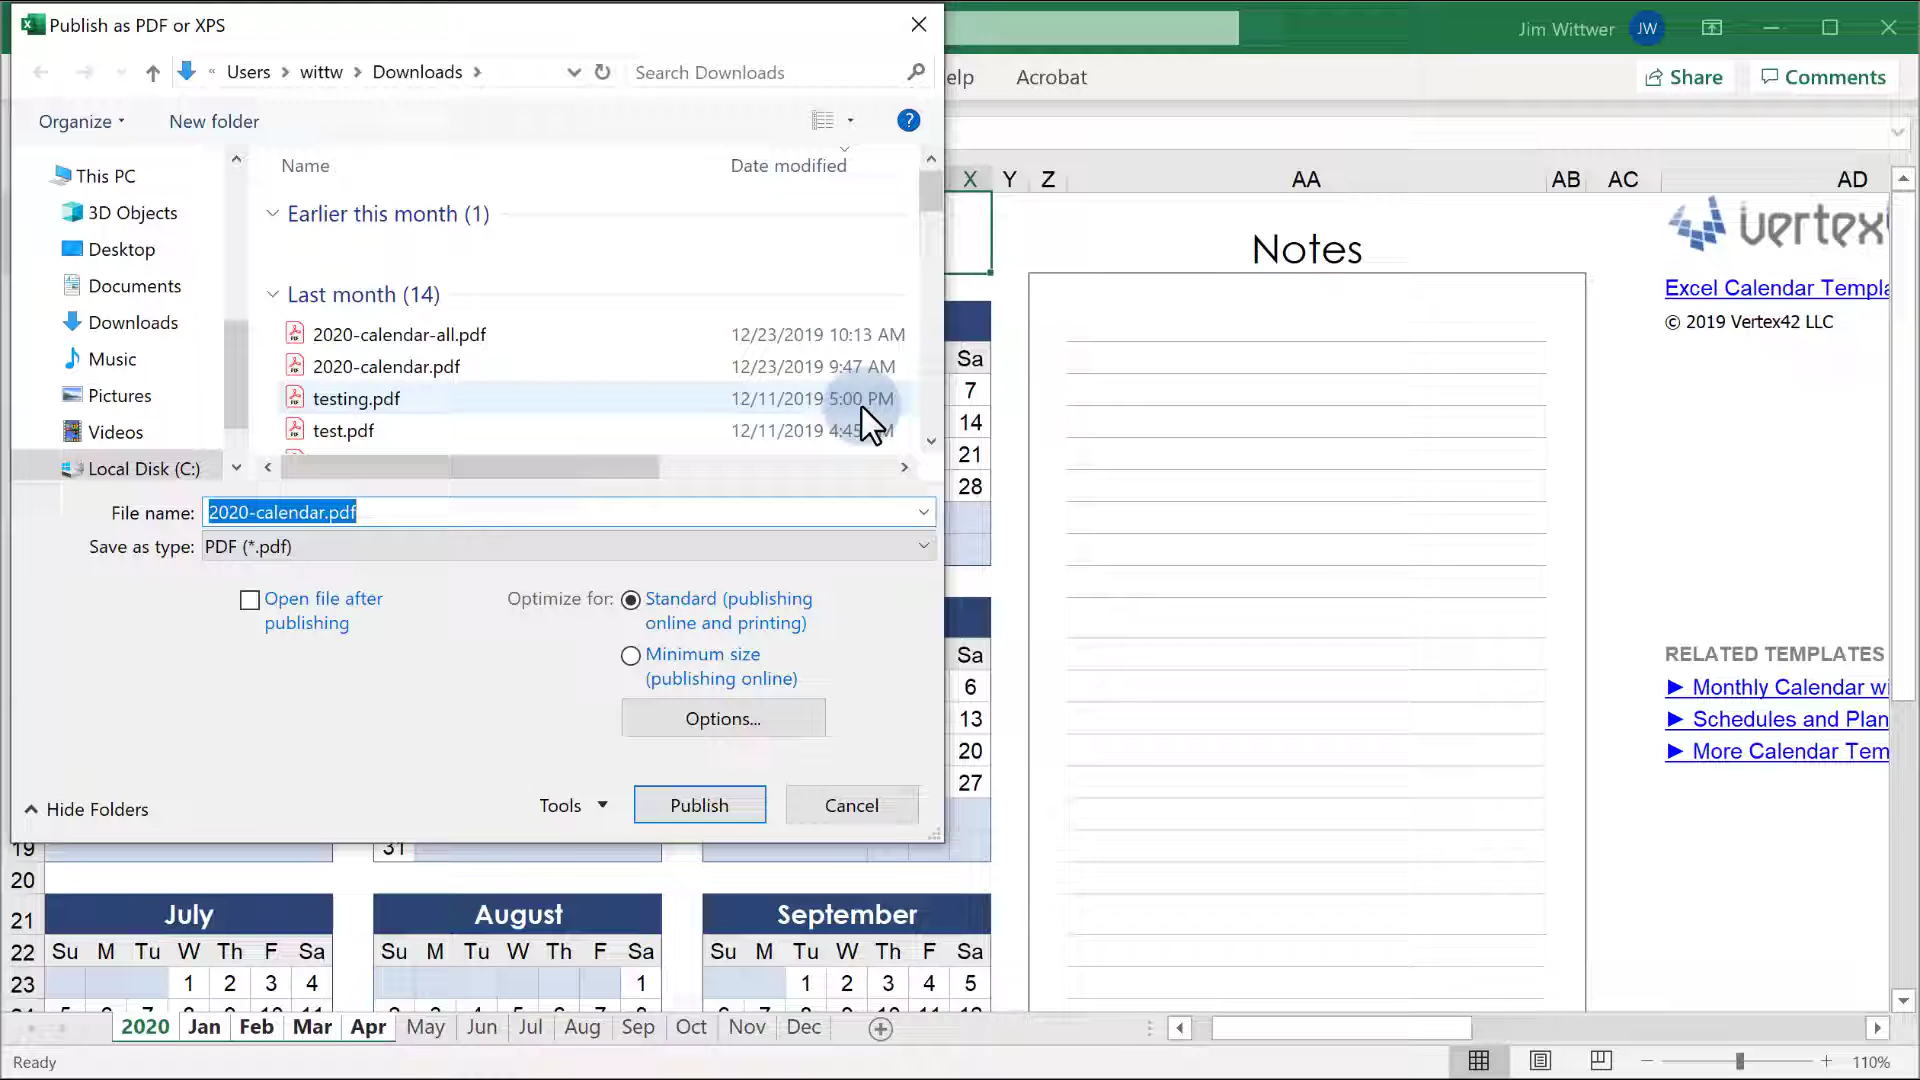 Publish as PDF or XPS
Jim Wittwer JW
« Users > wittw > Downloads > Search Downloads
elp Acrobat Share Comments
Organize New folder ?
This PC
3D Objects
Desktop
Documents
Downloads
Music
Pictures
Videos
Local Disk (C:)
Name Date modified
Earlier this month (1)
Last month (14)
2020-calendar-all.pdf 12/23/2019 10:13 AM
2020-calendar.pdf 12/23/2019 9:47 AM
testing.pdf 12/11/2019 5:00 PM
test.pdf 12/11/2019
File name: 2020-calendar.pdf
Save as type: PDF (*.pdf)
Open file after
publishing
Optimize for: Standard (publishing
online and printing)
Minimum size
(publishing online)
Options...
Hide Folders Tools Publish Cancel
X Y Z AA AB AC AD
Sa
7
14
21
28
Sa
6
13
20
27
Notes
vertex
Excel Calendar Templa
© 2019 Vertex42 LLC
RELATED TEMPLATES
► Monthly Calendar wi
► Schedules and Plan
► More Calendar Tem
19 31
20
21 July August September
22 Su M Tu W Th F Sa Su M Tu W Th F Sa Su M Tu W Th F Sa
23 1 2 3 4 1 1 2 3 4 5
2020 Jan Feb Mar Apr May Jun Jul Aug Sep Oct Nov Dec
Ready 110%